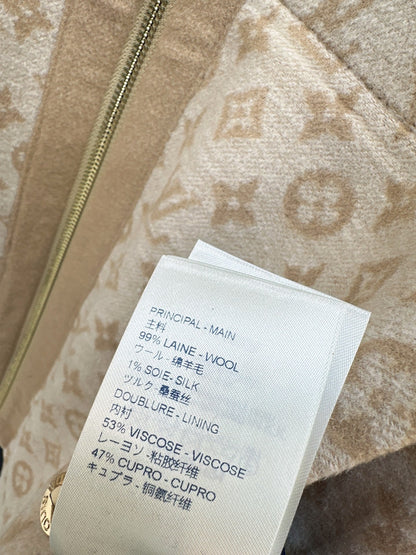 PRINCIPAL - MAIN
主料
99% LAINE - WOOL
ウール - 绵羊毛
1% SOIE - SILK
ヅルク - 桑蚕丝
DOUBLURE - LINING
内衬
53% VISCOSE - VISCOSE
レーヨン - 粘胶纤维
47% CUPRO - CUPRO
キュプラ - 铜氨纤维